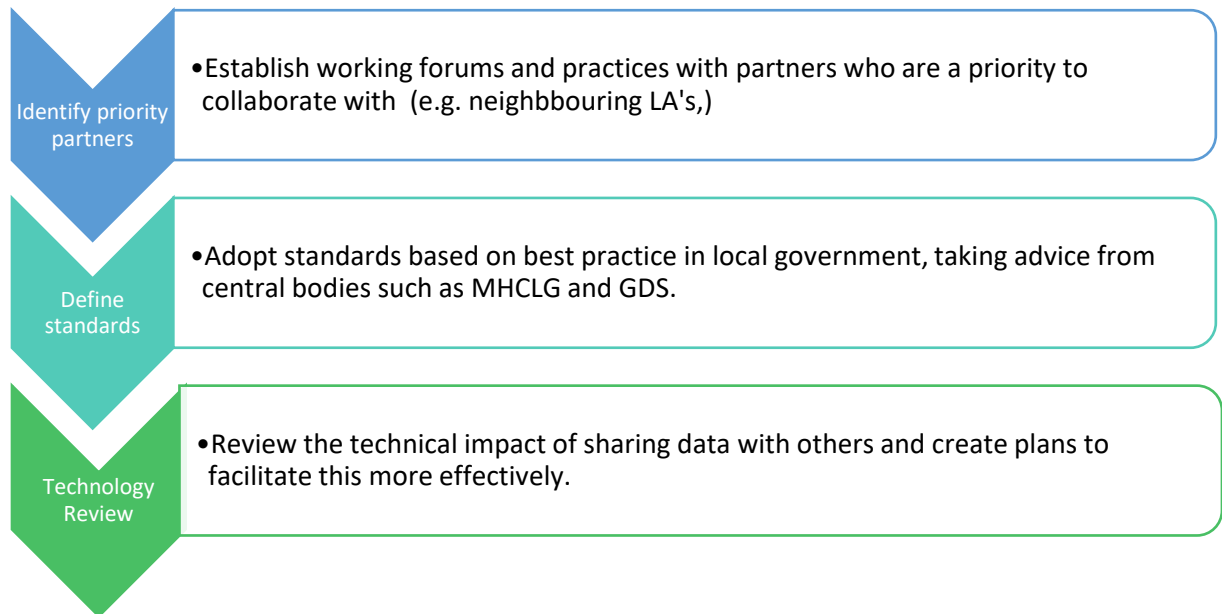 Identify priority
partners
•Establish working forums and practices with partners who are a priority to
collaborate with  (e.g. neighbbouring LA's,)
Define
standards
•Adopt standards based on best practice in local government, taking advice from
central bodies such as MHCLG and GDS.
Technology
Review
•Review the technical impact of sharing data with others and create plans to
facilitate this more effectively.